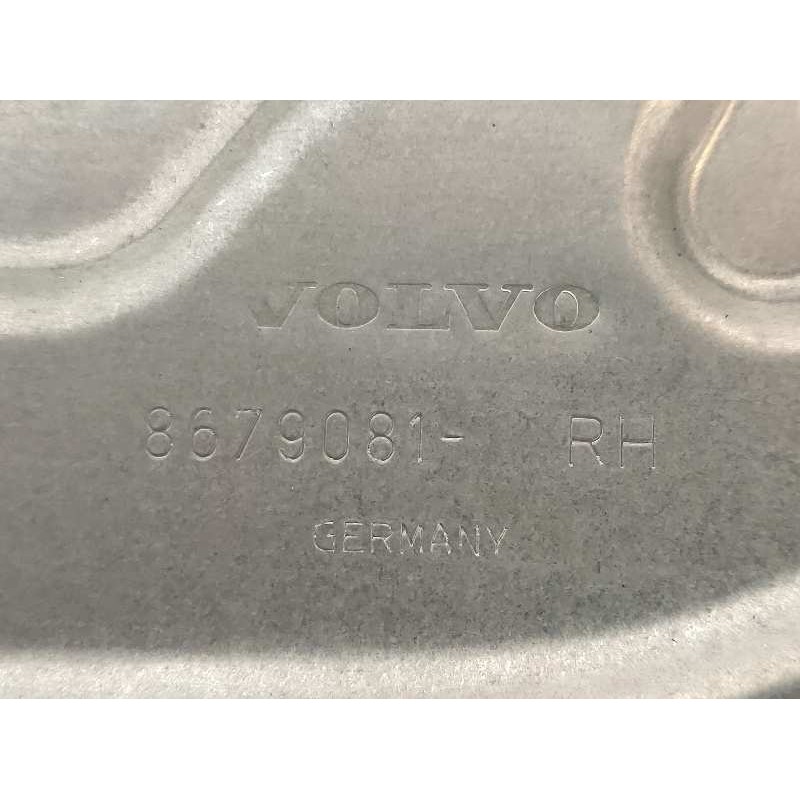 VOLVO
8679081- RH
GERMANY